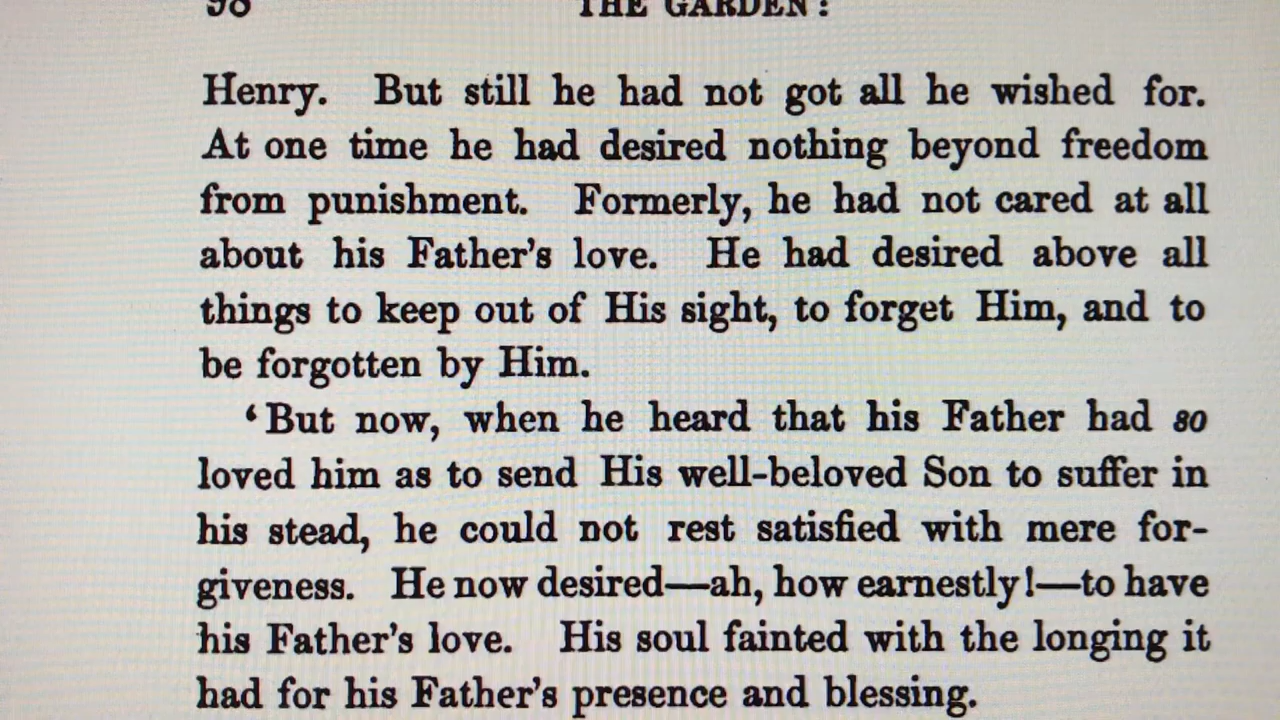 98 THE GARDEN:
Henry. But still he had not got all he wished for.
At one time he had desired nothing beyond freedom
from punishment. Formerly, he had not cared at all
about his Father's love. He had desired above all
things to keep out of His sight, to forget Him, and to
be forgotten by Him.
‘But now, when he heard that his Father had so
loved him as to send His well-beloved Son to suffer in
his stead, he could not rest satisfied with mere for-
giveness. He now desired—ah, how earnestly!—to have
his Father's love. His soul fainted with the longing it
had for his Father's presence and blessing.